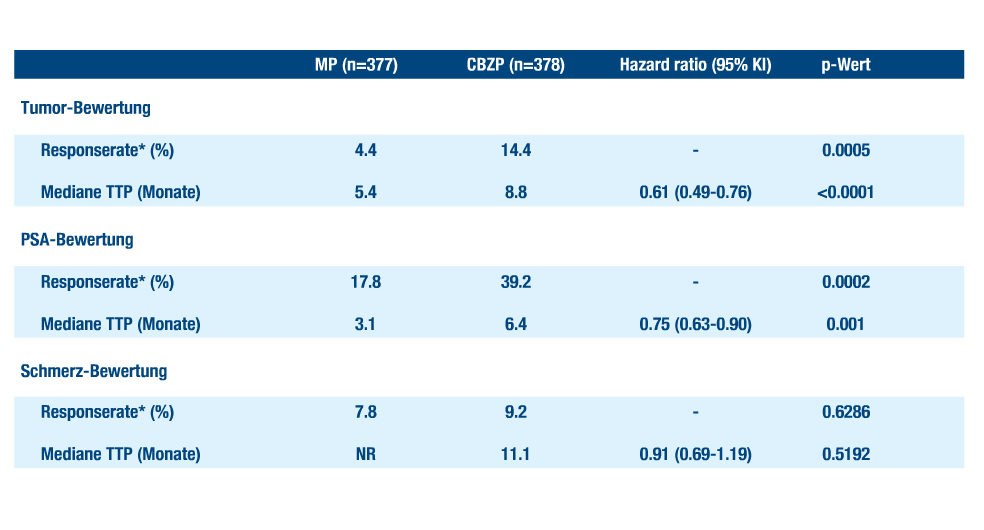 MP (n=377) CBZP (n=378) Hazard ratio (95% KI) p-Wert
Tumor-Bewertung
Responserate* (%) 4.4 14.4 - 0.0005
Mediane TTP (Monate) 5.4 8.8 0.61 (0.49-0.76) <0.0001
PSA-Bewertung
Responserate* (%) 17.8 39.2 - 0.0002
Mediane TTP (Monate) 3.1 6.4 0.75 (0.63-0.90) 0.001
Schmerz-Bewertung
Responserate* (%) 7.8 9.2 - 0.6286
Mediane TTP (Monate) NR 11.1 0.91 (0.69-1.19) 0.5192